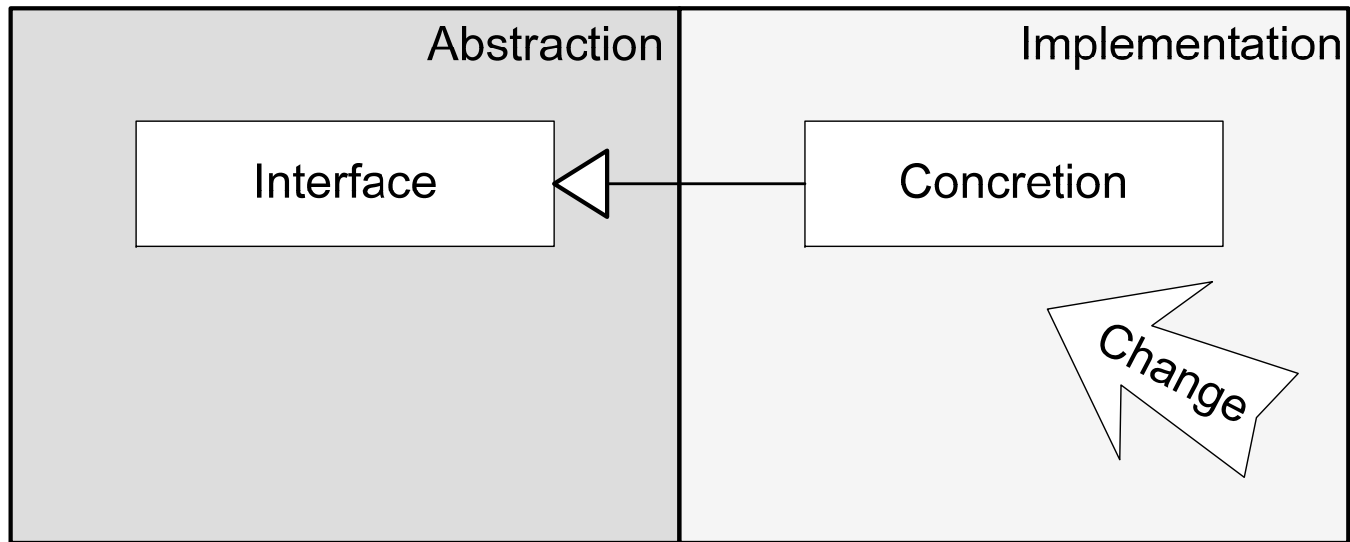 Abstraction
Implementation
Interface
Concretion
Change